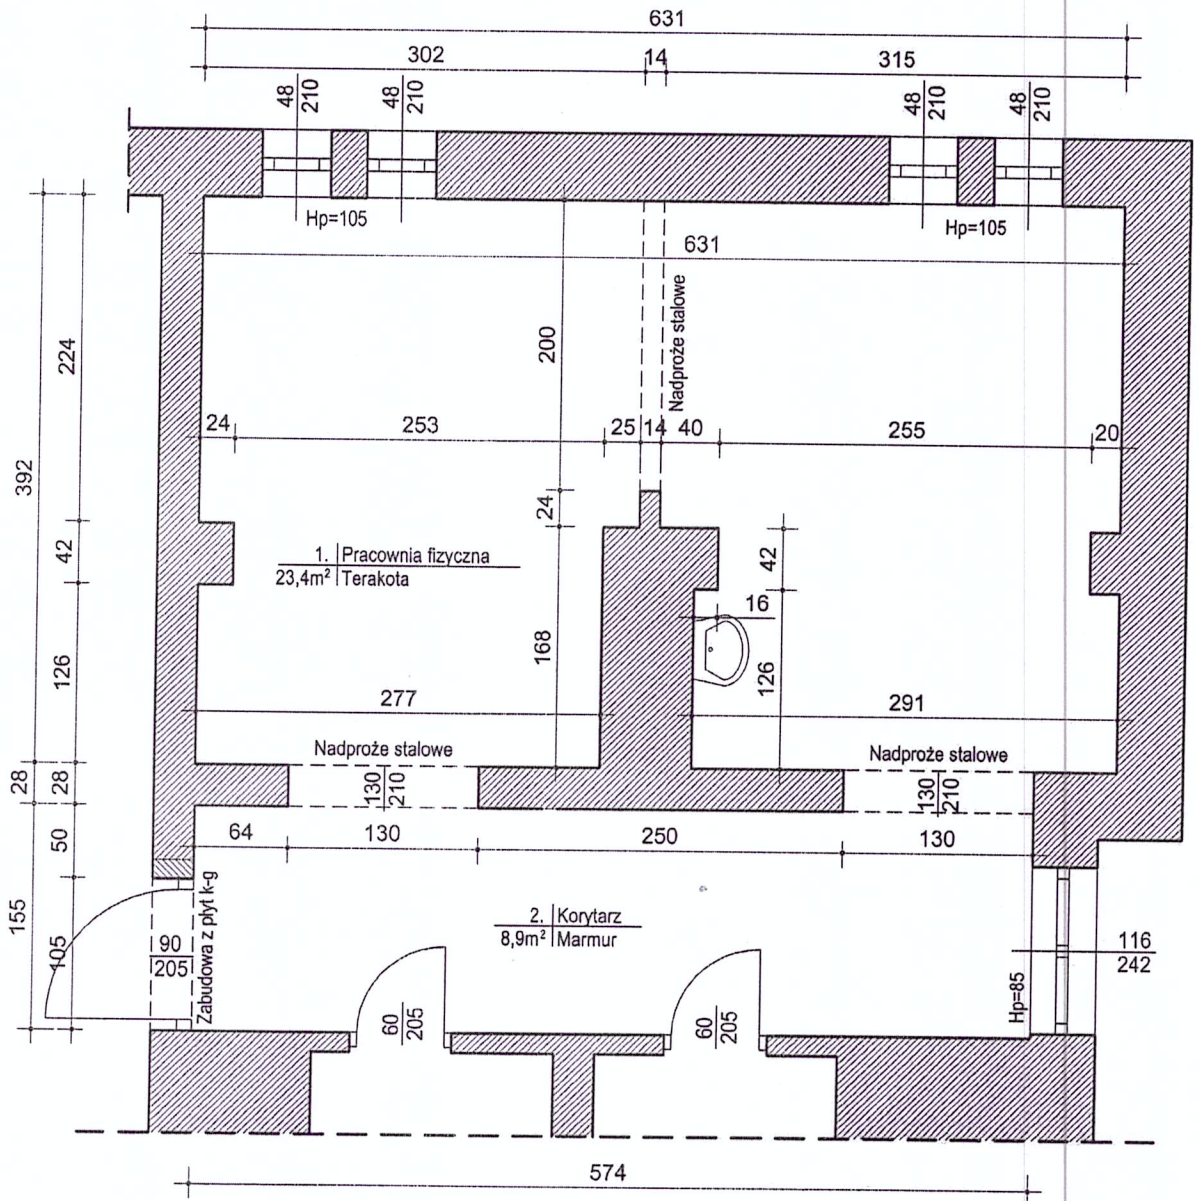 631
302 14 315
48
210
48
210
48
210
48
210
Hp=105
Hp=105
631
224
200
Nadproże stalowe
24 253 25 14 40 255 20
392
24
42
1. Pracownia fizyczna
23,4m² Terakota
42
16
168
126
126
277
291
Nadproże stalowe
Nadproże stalowe
28
28
130
210
130
210
64 130 250 130
50
155
105
90
205
Zabudowa z płyt k-g
2. Korytarz
8,9m² Marmur
116
242
Hp=85
60
205
60
205
574